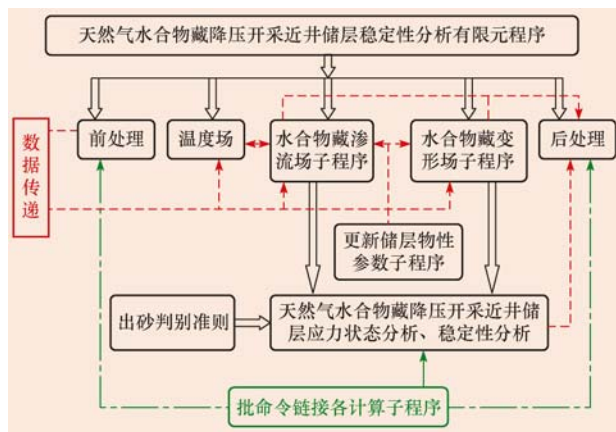 天然气水合物藏降压开采近井储层稳定性分析有限元程序
数据传递
前处理
温度场
水合物藏渗
流场子程序
水合物藏变
形场子程序
后处理
更新储层物性
参数子程序
出砂判别准则
天然气水合物藏降压开采近井储
层应力状态分析、稳定性分析
批命令链接各计算子程序